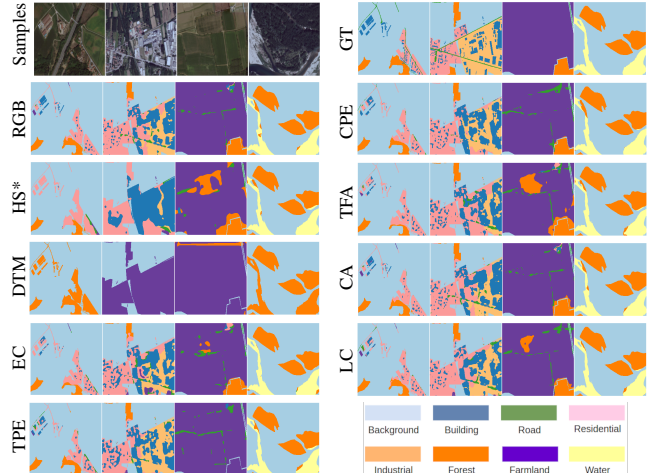 Samples
GT
RGB
CPE
HS*
TFA
DTM
CA
EC
LC
TPE
Background Building Road Residential
Industrial Forest Farmland Water